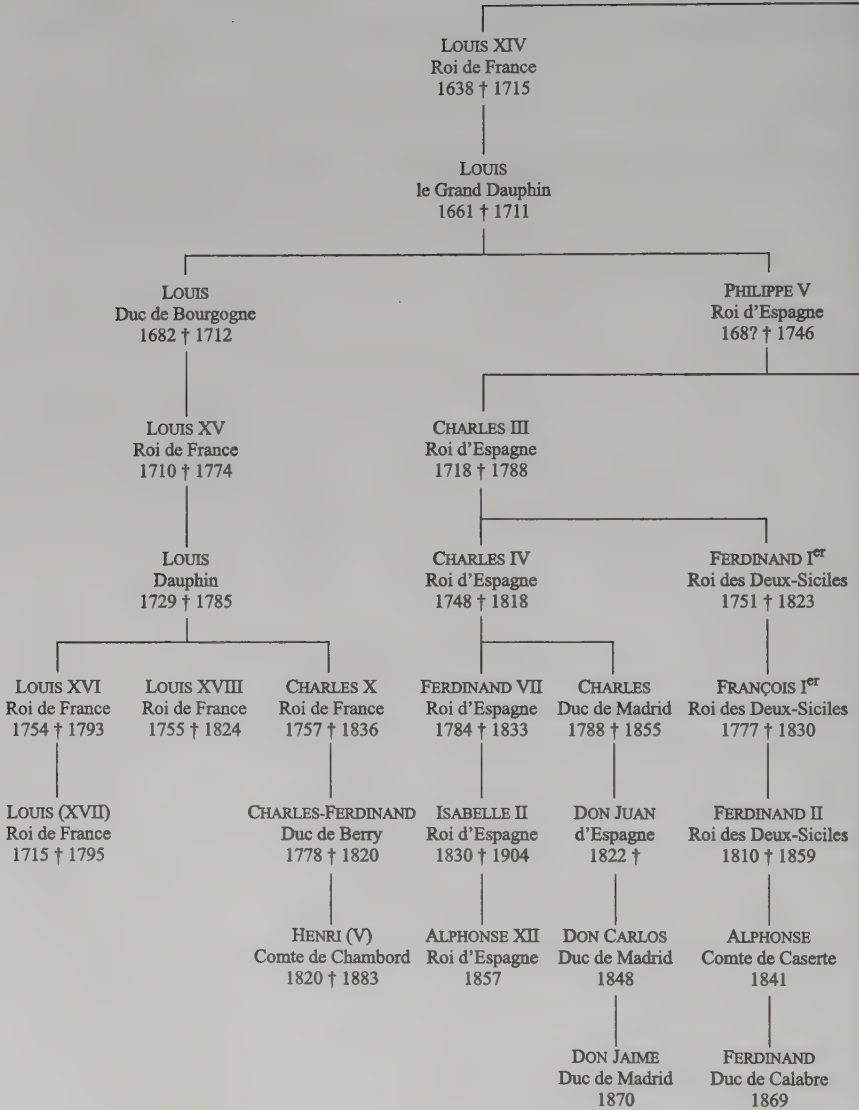 LOUIS XIV
Roi de France
1638 † 1715
LOUIS
le Grand Dauphin
1661 † 1711
LOUIS
Duc de Bourgogne
1682 † 1712
PHILIPPE V
Roi d'Espagne
168? † 1746
LOUIS XV
Roi de France
1710 † 1774
CHARLES III
Roi d'Espagne
1718 † 1788
LOUIS
Dauphin
1729 † 1785
CHARLES IV
Roi d'Espagne
1748 † 1818
FERDINAND Ier
Roi des Deux-Siciles
1751 † 1823
LOUIS XVI
Roi de France
1754 † 1793
LOUIS XVIII
Roi de France
1755 † 1824
CHARLES X
Roi de France
1757 † 1836
FERDINAND VII
Roi d'Espagne
1784 † 1833
CHARLES
Duc de Madrid
1788 † 1855
FRANÇOIS Ier
Roi des Deux-Siciles
1777 † 1830
LOUIS (XVII)
Roi de France
1715 † 1795
CHARLES-FERDINAND
Duc de Berry
1778 † 1820
ISABELLE II
Roi d'Espagne
1830 † 1904
DON JUAN
d'Espagne
1822 †
FERDINAND II
Roi des Deux-Siciles
1810 † 1859
HENRI (V)
Comte de Chambord
1820 † 1883
ALPHONSE XII
Roi d'Espagne
1857
DON CARLOS
Duc de Madrid
1848
ALPHONSE
Comte de Caserte
1841
DON JAIME
Duc de Madrid
1870
FERDINAND
Duc de Calabre
1869